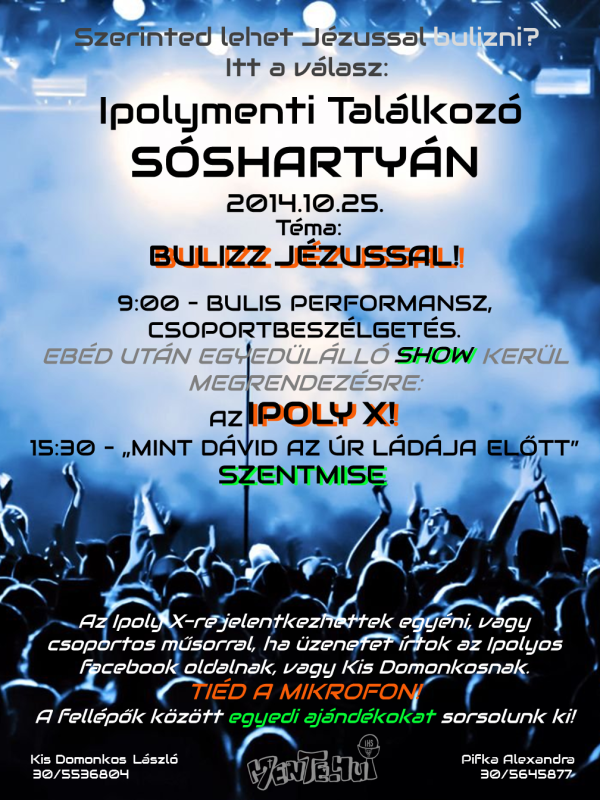 Szerinted lehet Jézussal bulizni?
Itt a válasz:
Ipolymenti Találkozó
SÓSHARTYÁN
2014.10.25.
Téma:
BULIZZ JÉZUSSAL!
9:00 - BULIS PERFORMANSZ,
CSOPORTBESZÉLGETÉS.
EBÉD UTÁN EGYEDÜLÁLLÓ SHOW KERÜL
MEGRENDEZÉSRE:
AZ IPOLY X!
15:30 - „MINT DÁVID AZ ÚR LÁDÁJA ELŐTT”
SZENTMISE
Az Ipoly X-re jelentkezhettek egyéni, vagy
csoportos műsorral, ha üzenetet írtok az Ipolyos
facebook oldalnak, vagy Kis Domonkosnak.
TIÉD A MIKROFON!
A fellépők között egyedi ajándékokat sorsolunk ki!
Kis Domonkos László
30/5536804
IHS
MENTE.HU
Pifka Alexandra
30/5645877